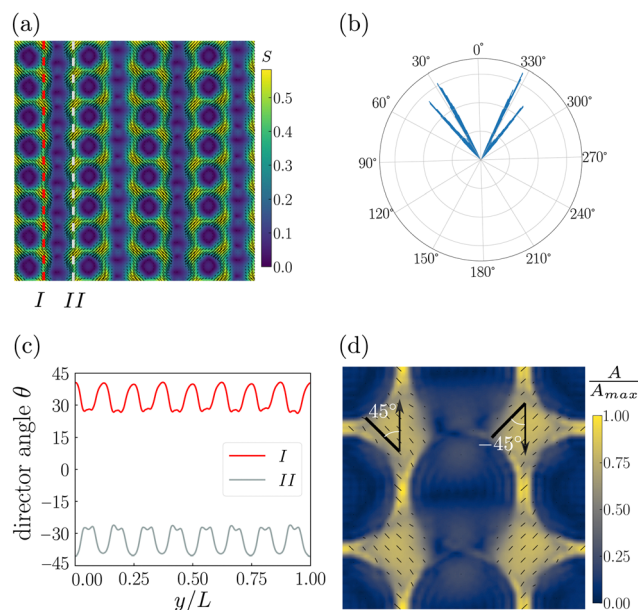 (a)
S
0.5
0.4
0.3
0.2
0.1
0.0
I
II
(b)
0°
30°
330°
60°
300°
90°
270°
120°
240°
150°
210°
180°
(c)
director angle θ
45
30
15
0
−15
−30
−45
I
II
0.00
0.25
0.50
0.75
1.00
y/L
(d)
45°
−45°
A
A_max
1.00
0.75
0.50
0.25
0.00